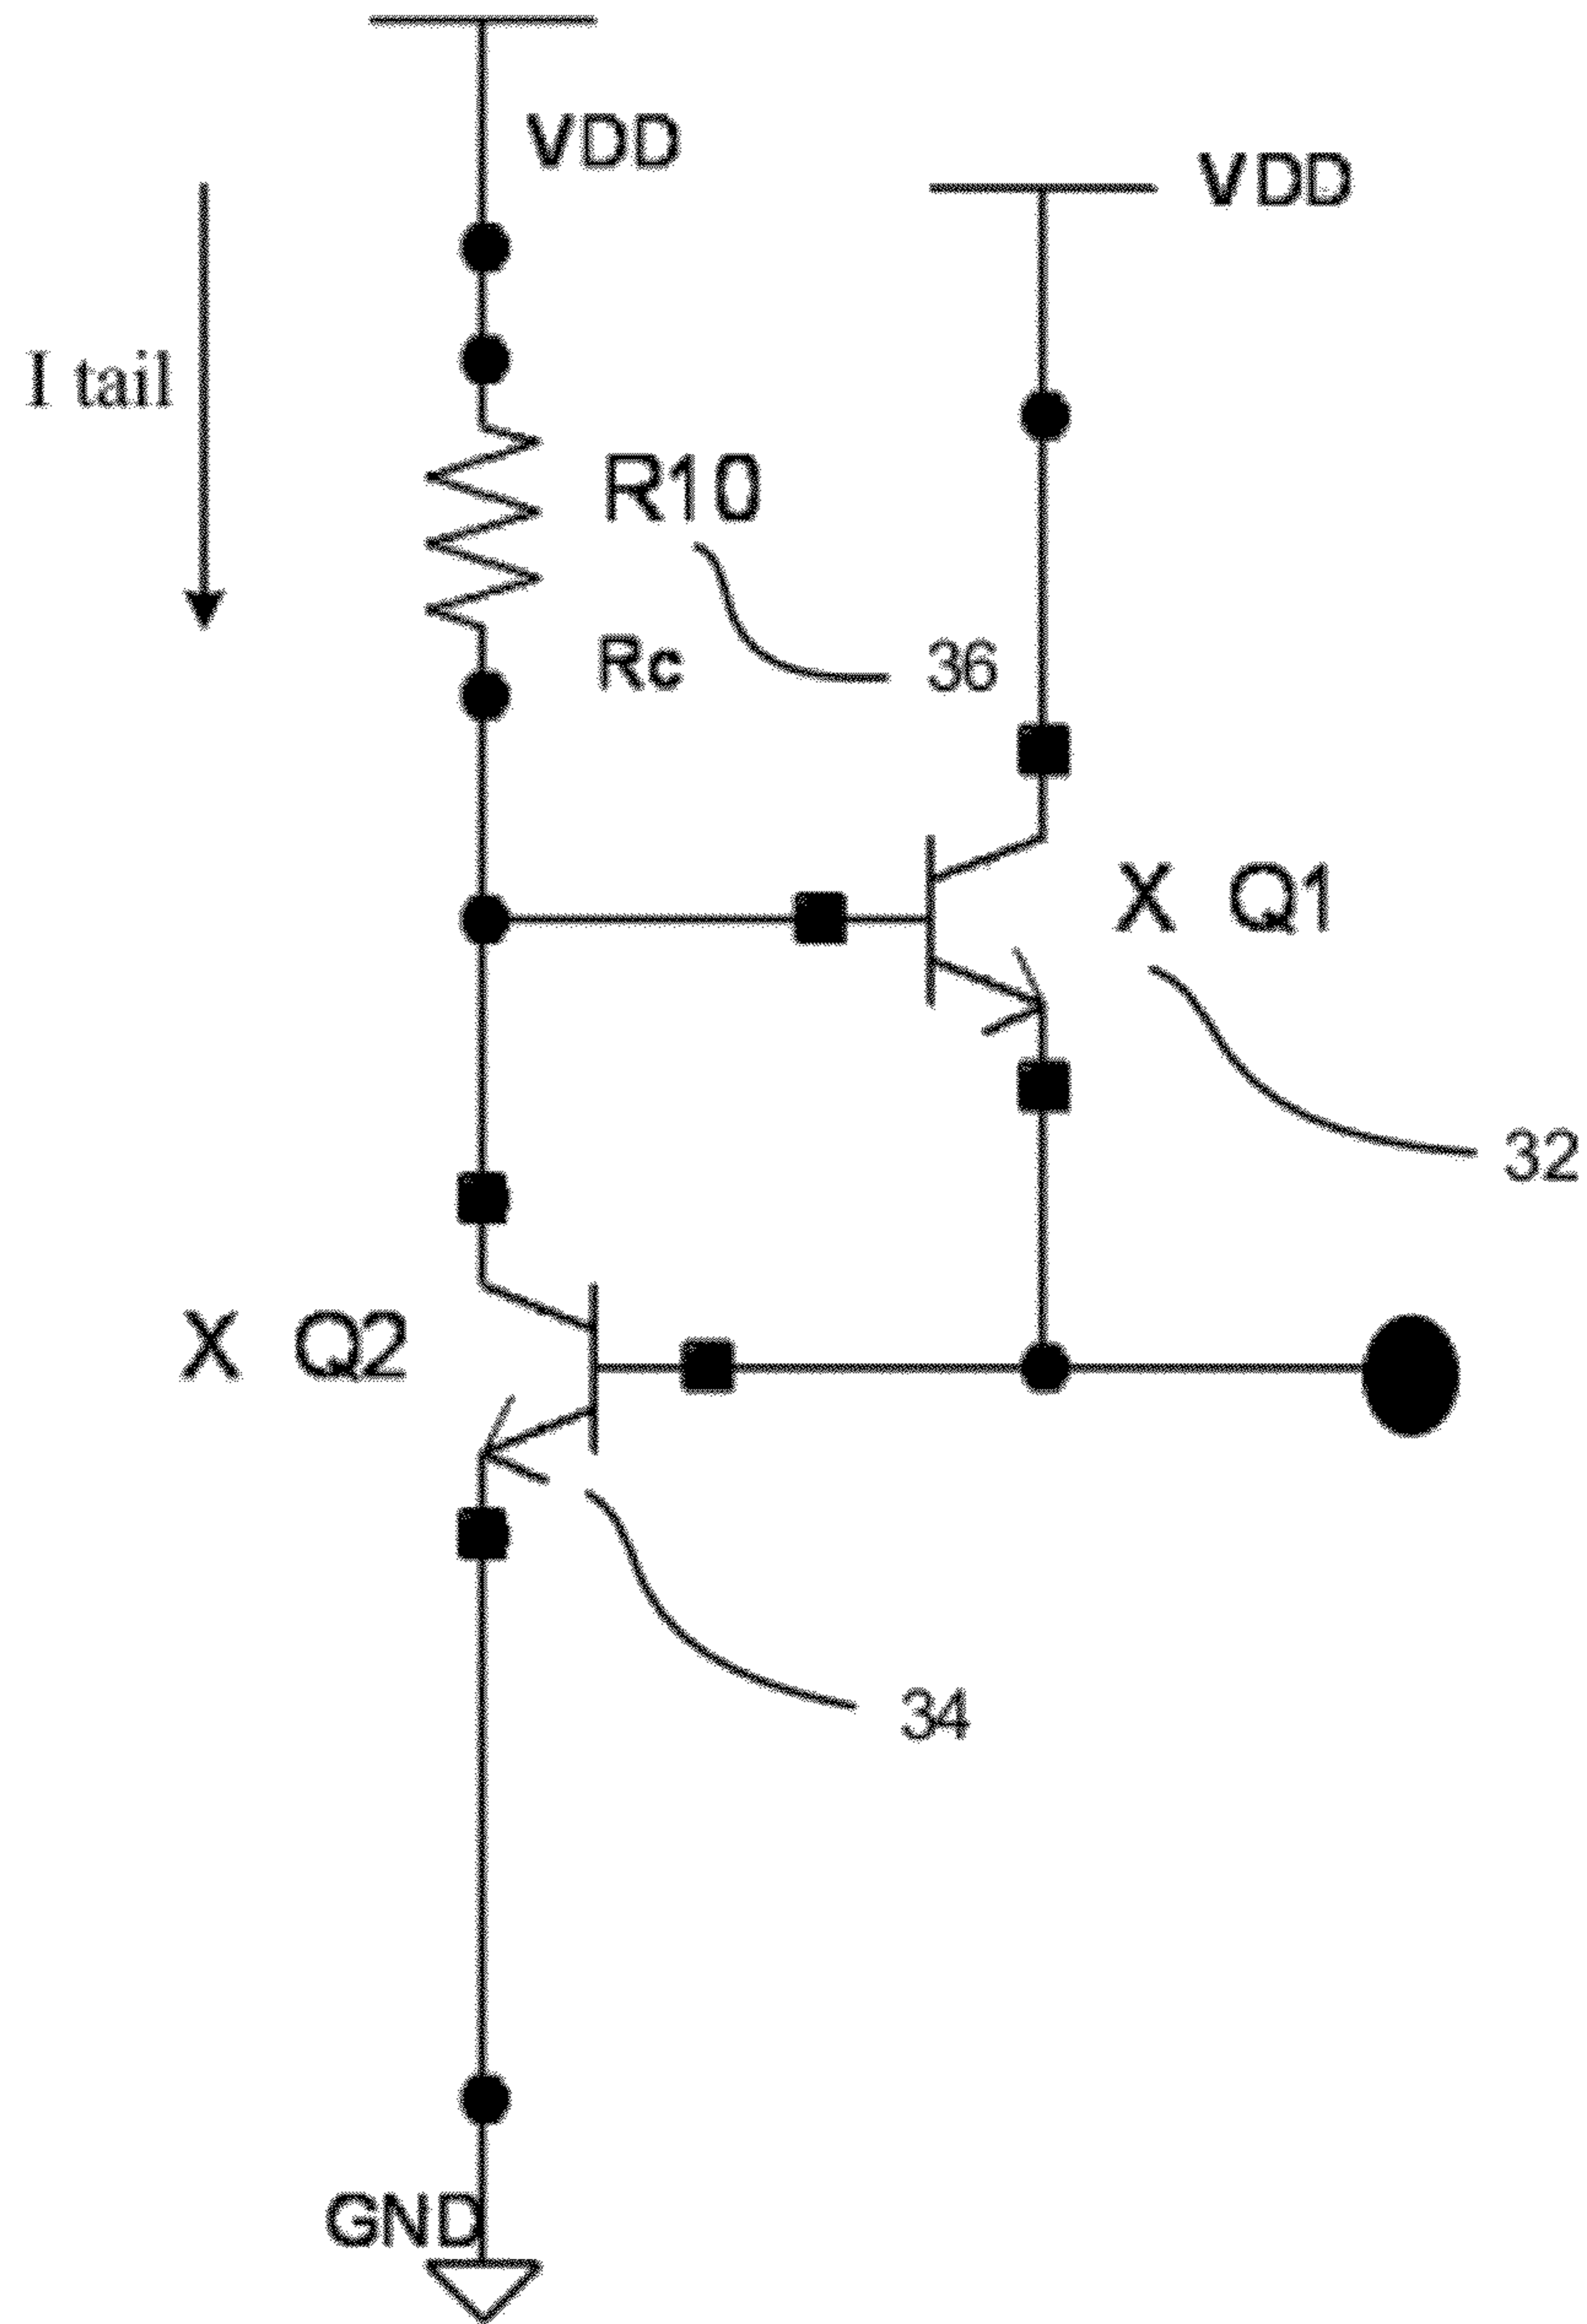 VDD
VDD
I tail
R10
Rc
36
X Q1
32
X Q2
34
GND